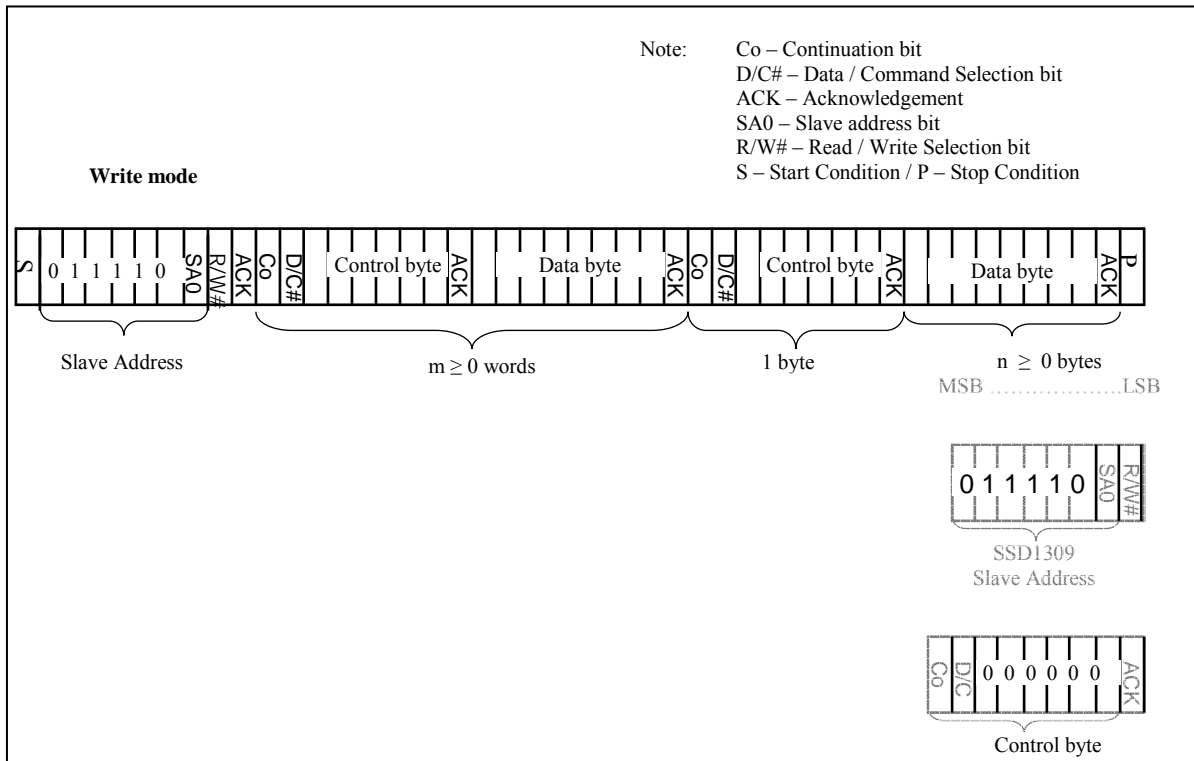 Note: Co – Continuation bit
D/C# – Data / Command Selection bit
ACK – Acknowledgement
SA0 – Slave address bit
R/W# – Read / Write Selection bit
S – Start Condition / P – Stop Condition
Write mode
S 0 1 1 1 1 0 SA0 R/W# ACK Co D/C# Control byte ACK Data byte ACK Co D/C# Control byte ACK Data byte ACK P
Slave Address m ≥ 0 words 1 byte n ≥ 0 bytes
MSB ……………….LSB
0 1 1 1 1 0 SA0 R/W#
SSD1309
Slave Address
Co D/C 0 0 0 0 0 0 ACK
Control byte